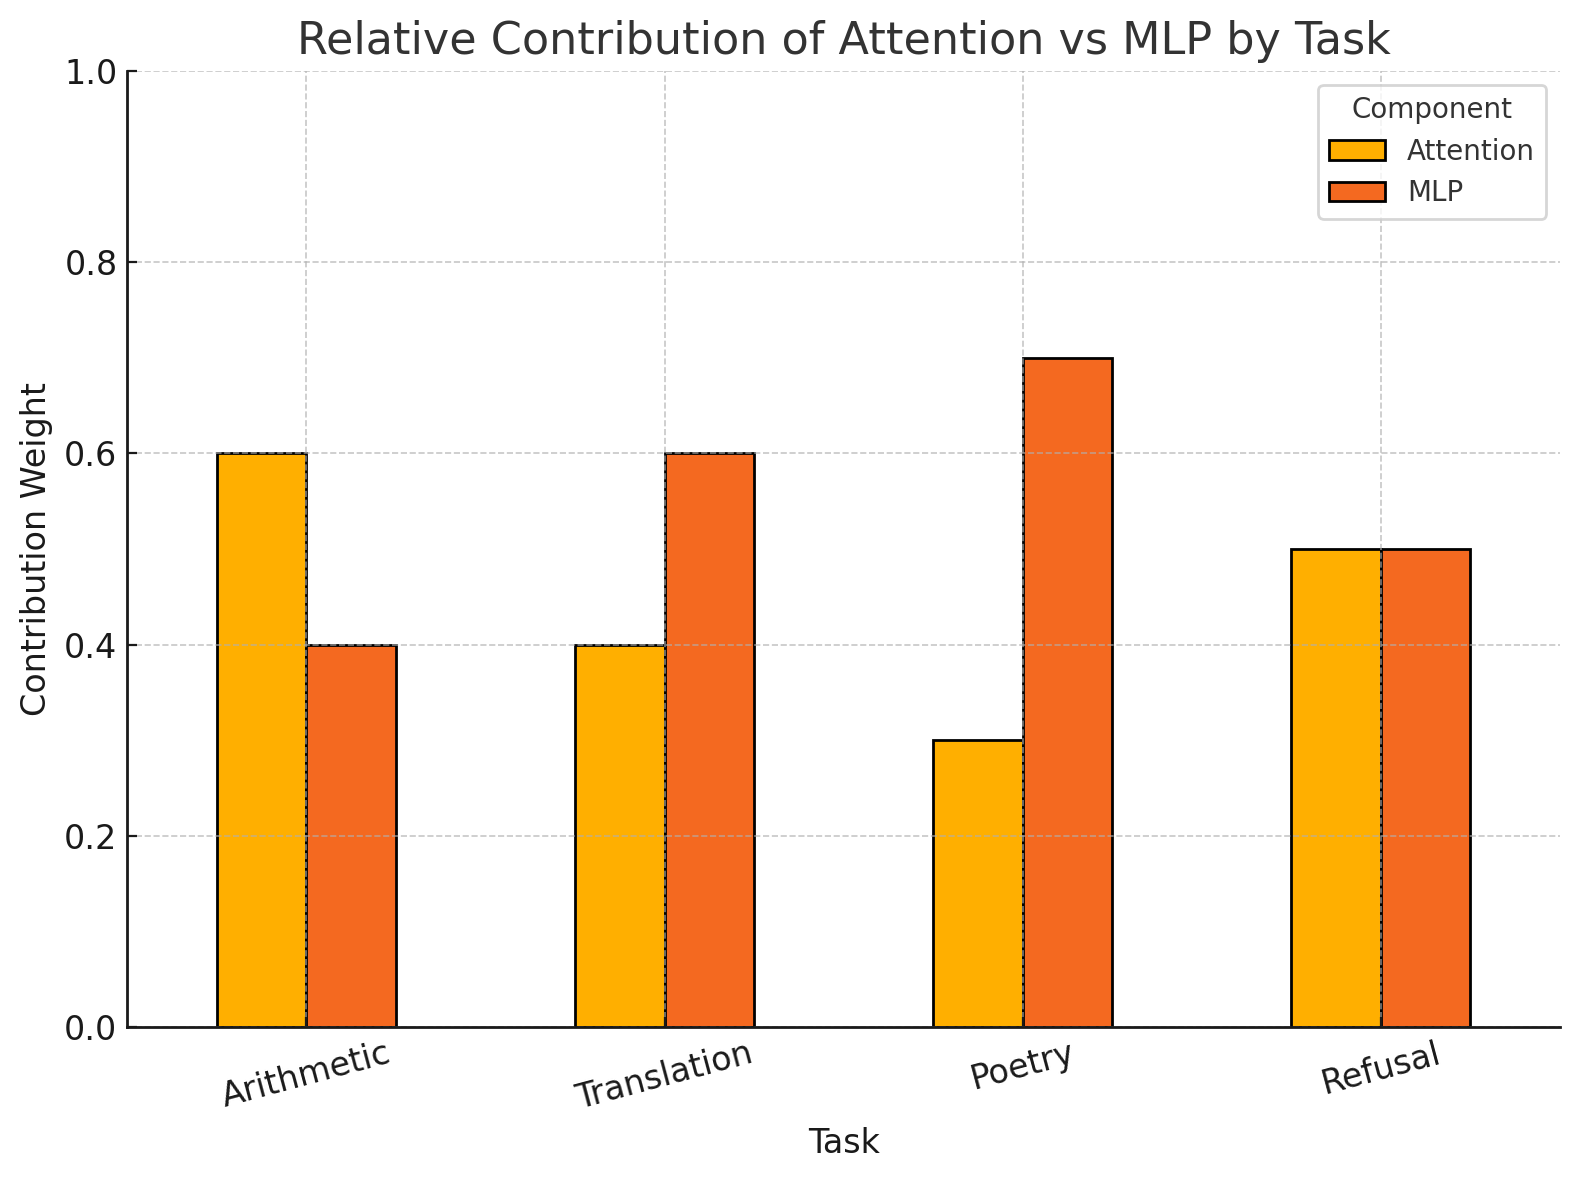 Relative Contribution of Attention vs MLP by Task
Component
Attention
MLP
Contribution Weight
1.0
0.8
0.6
0.4
0.2
0.0
Arithmetic
Translation
Poetry
Refusal
Task